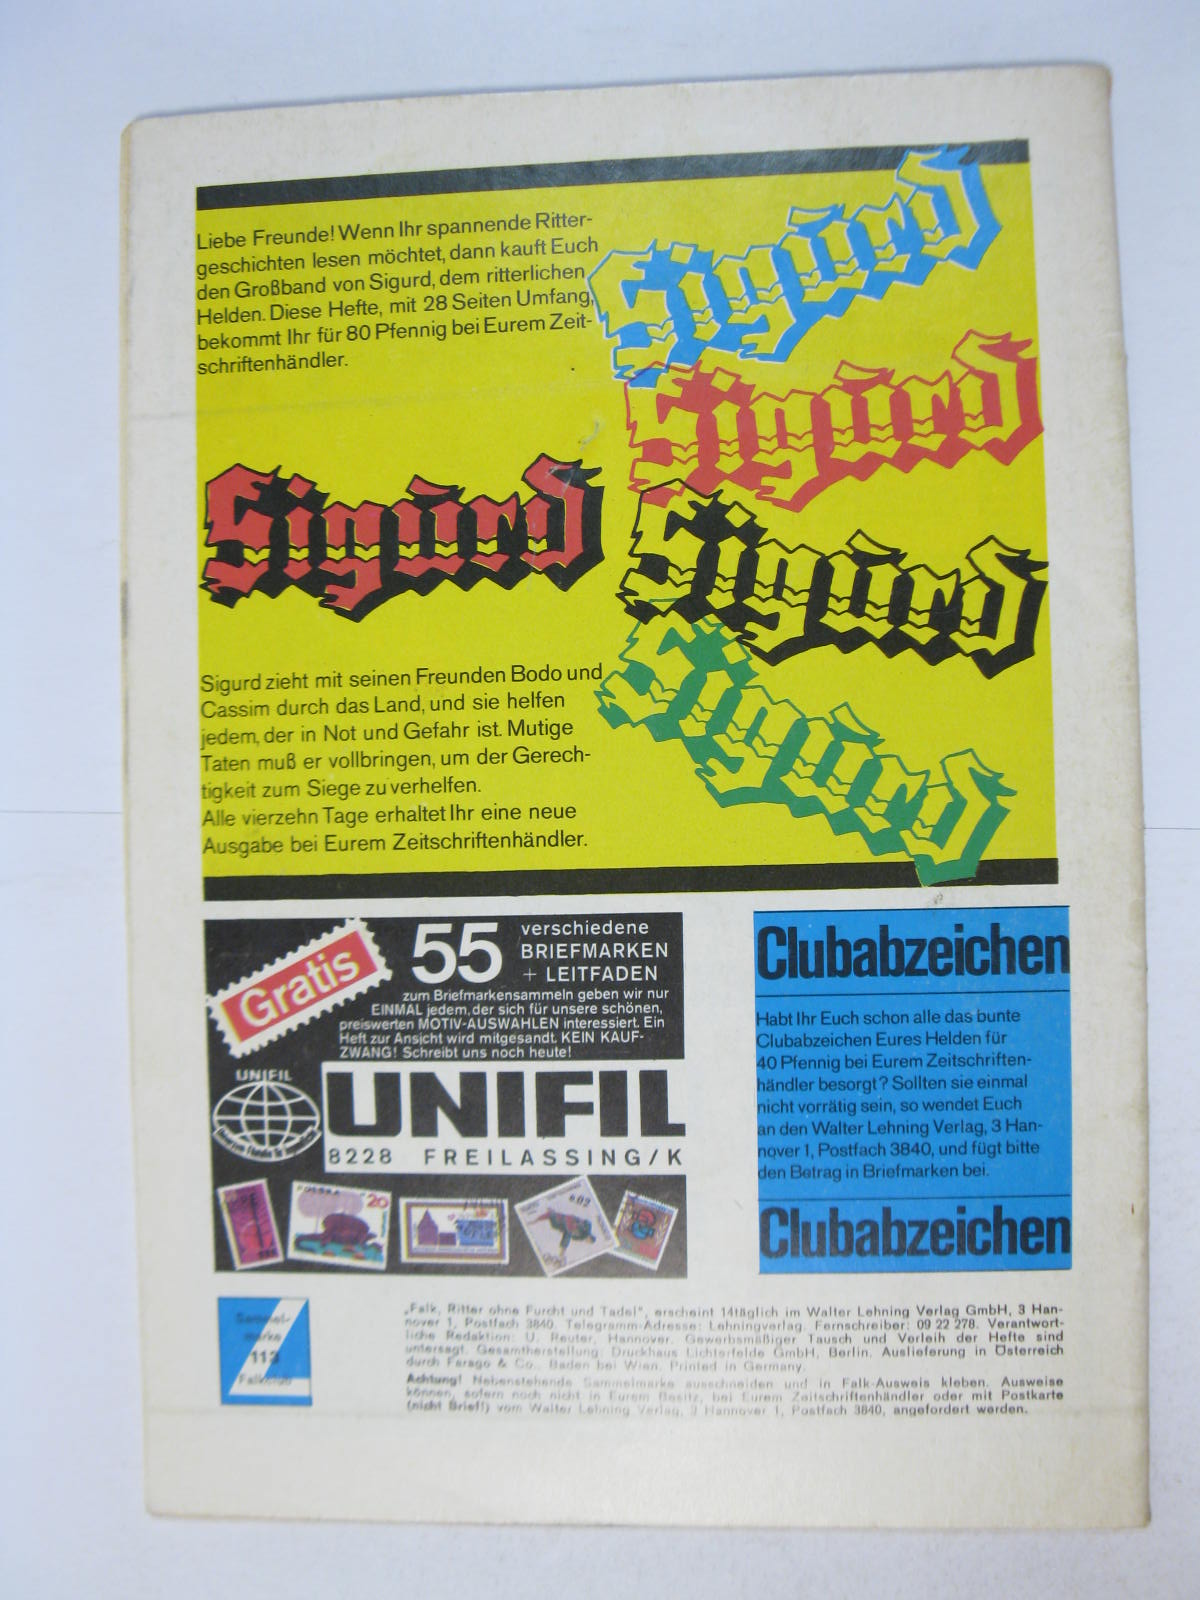 Liebe Freunde! Wenn Ihr spannende Ritter-
geschichten lesen möchtet, dann kauft Euch
den Großband von Sigurd, dem ritterlichen
Helden. Diese Hefte, mit 28 Seiten Umfang,
bekommt Ihr für 80 Pfennig bei Eurem Zeit-
schriftenhändler.
Sigurd
Sigurd
Sigurd
Sigurd
Sigurd
Sigurd zieht mit seinen Freunden Bodo und
Cassim durch das Land, und sie helfen
jedem, der in Not und Gefahr ist. Mutige
Taten muß er vollbringen, um der Gerech-
tigkeit zum Siege zu verhelfen.
Alle vierzehn Tage erhaltet Ihr eine neue
Ausgabe bei Eurem Zeitschriftenhändler.
Gratis
55 verschiedene
BRIEFMARKEN
+ LEITFADEN
zum Briefmarkensammeln geben wir nur
EINMAL jedem, der sich für unsere schönen,
preiswerten MOTIV-AUSWAHLEN interessiert. Ein
Heft zur Ansicht wird mitgesandt. KEIN KAUF-
ZWANG! Schreibt uns noch heute!
UNIFIL
UNIFIL
8228 FREILASSING/K
POLSKA 20
Clubabzeichen
Habt Ihr Euch schon alle das bunte
Clubabzeichen Eures Helden für
40 Pfennig bei Eurem Zeitschriften-
händler besorgt? Sollten sie einmal
nicht vorrätig sein, so wendet Euch
an den Walter Lehning Verlag, 3 Han-
nover 1, Postfach 3840, und fügt bitte
den Betrag in Briefmarken bei.
Clubabzeichen
Sammel-
marke
113
Falkclub
„Falk, Ritter ohne Furcht und Tadel", erscheint 14täglich im Walter Lehning Verlag GmbH, 3 Han-
nover 1, Postfach 3840. Telegramm-Adresse: Lehningverlag. Fernschreiber: 09 22 278. Verantwort-
liche Redaktion: U. Reuter, Hannover. Gewerbsmäßiger Tausch und Verleih der Hefte sind
untersagt. Gesamtherstellung: Druckhaus Lichterfelde GmbH, Berlin. Auslieferung in Österreich
durch Farago & Co., Baden bei Wien. Printed in Germany.
Achtung! Nebenstehende Sammelmarke ausschneiden und in Falk-Ausweis kleben. Ausweise
können, sofern noch nicht in Eurem Besitz, bei Eurem Zeitschriftenhändler oder mit Postkarte
(nicht Brief!) vom Walter Lehning Verlag, 3 Hannover 1, Postfach 3840, angefordert werden.